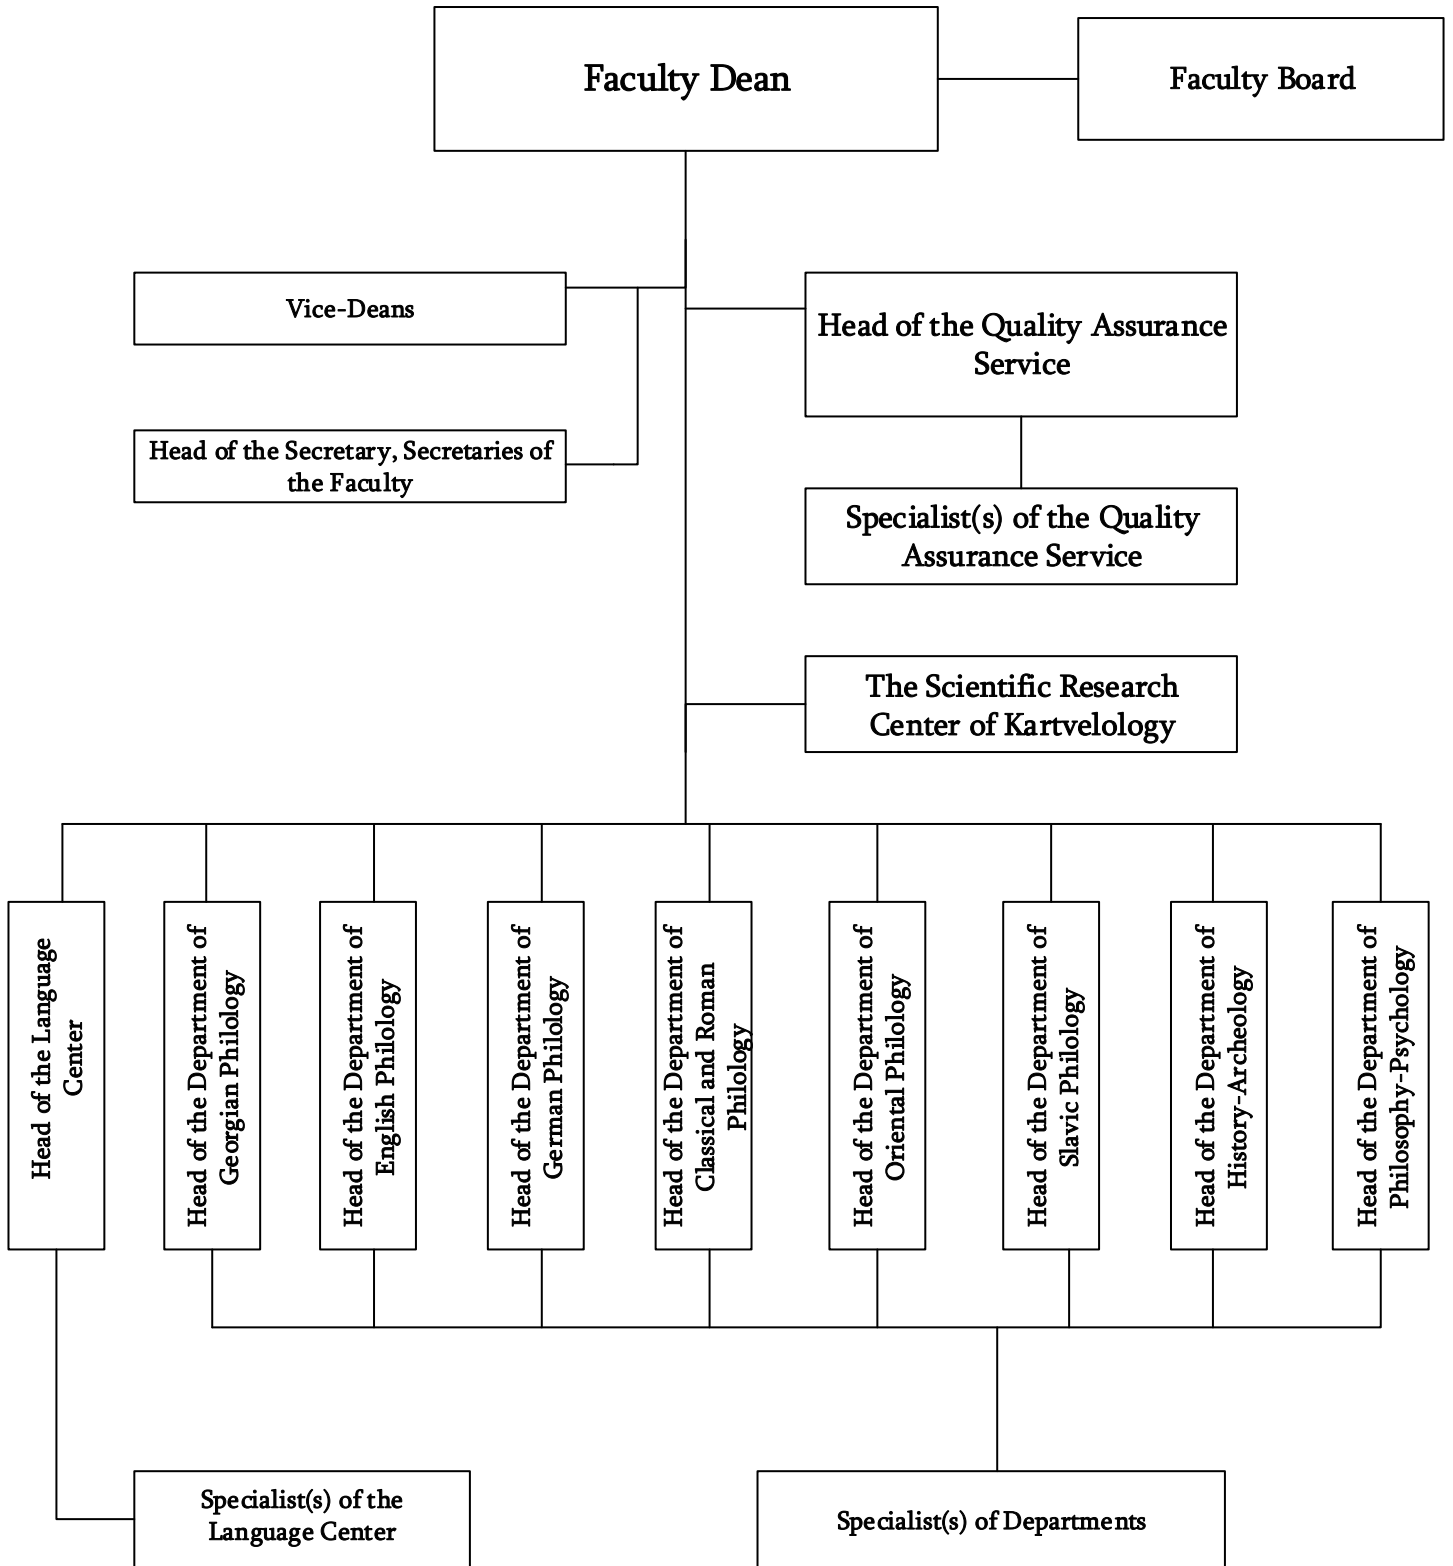 Faculty Dean
Faculty Board
Vice-Deans
Head of the Quality Assurance
Service
Head of the Secretary, Secretaries of
the Faculty
Specialist(s) of the Quality
Assurance Service
The Scientific Research
Center of Kartvelology
Head of the Language
Center
Head of the Department of
Georgian Philology
Head of the Department of
English Philology
Head of the Department of
German Philology
Head of the Department of
Classical and Roman
Philology
Head of the Department of
Oriental Philology
Head of the Department of
Slavic Philology
Head of the Department of
History-Archeology
Head of the Department of
Philosophy-Psychology
Specialist(s) of the
Language Center
Specialist(s) of Departments